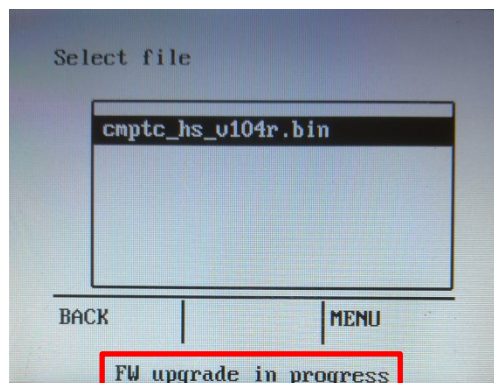 Select file
cmptc_hs_v104r.bin
BACK
MENU
FW upgrade in progress